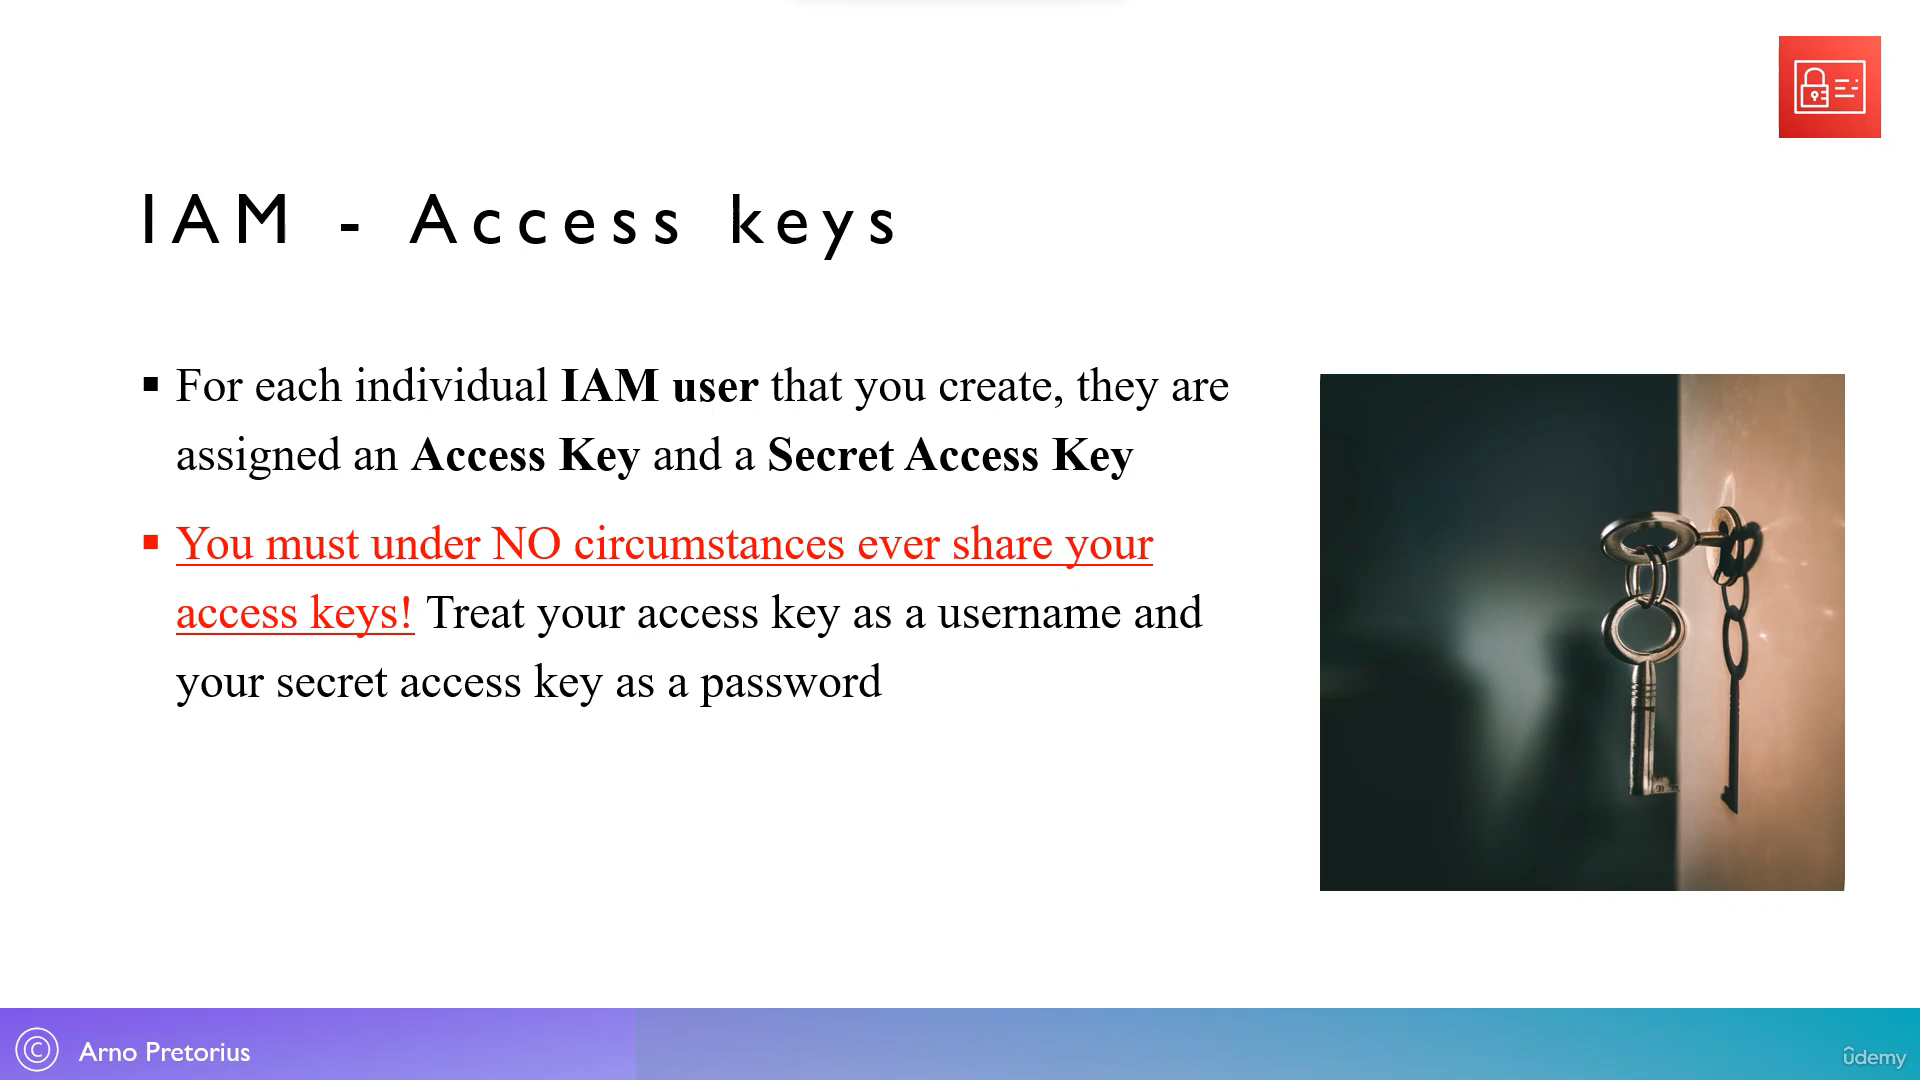 IAM - Access keys
▪ For each individual IAM user that you create, they are
assigned an Access Key and a Secret Access Key
▪ You must under NO circumstances ever share your
access keys! Treat your access key as a username and
your secret access key as a password
© Arno Pretorius
ûdemy